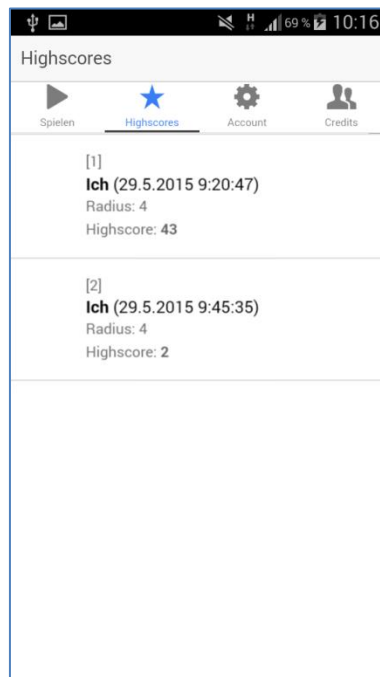 H 69 % 10:16
Highscores
Spielen Highscores Account Credits
[1]
Ich (29.5.2015 9:20:47)
Radius: 4
Highscore: 43
[2]
Ich (29.5.2015 9:45:35)
Radius: 4
Highscore: 2